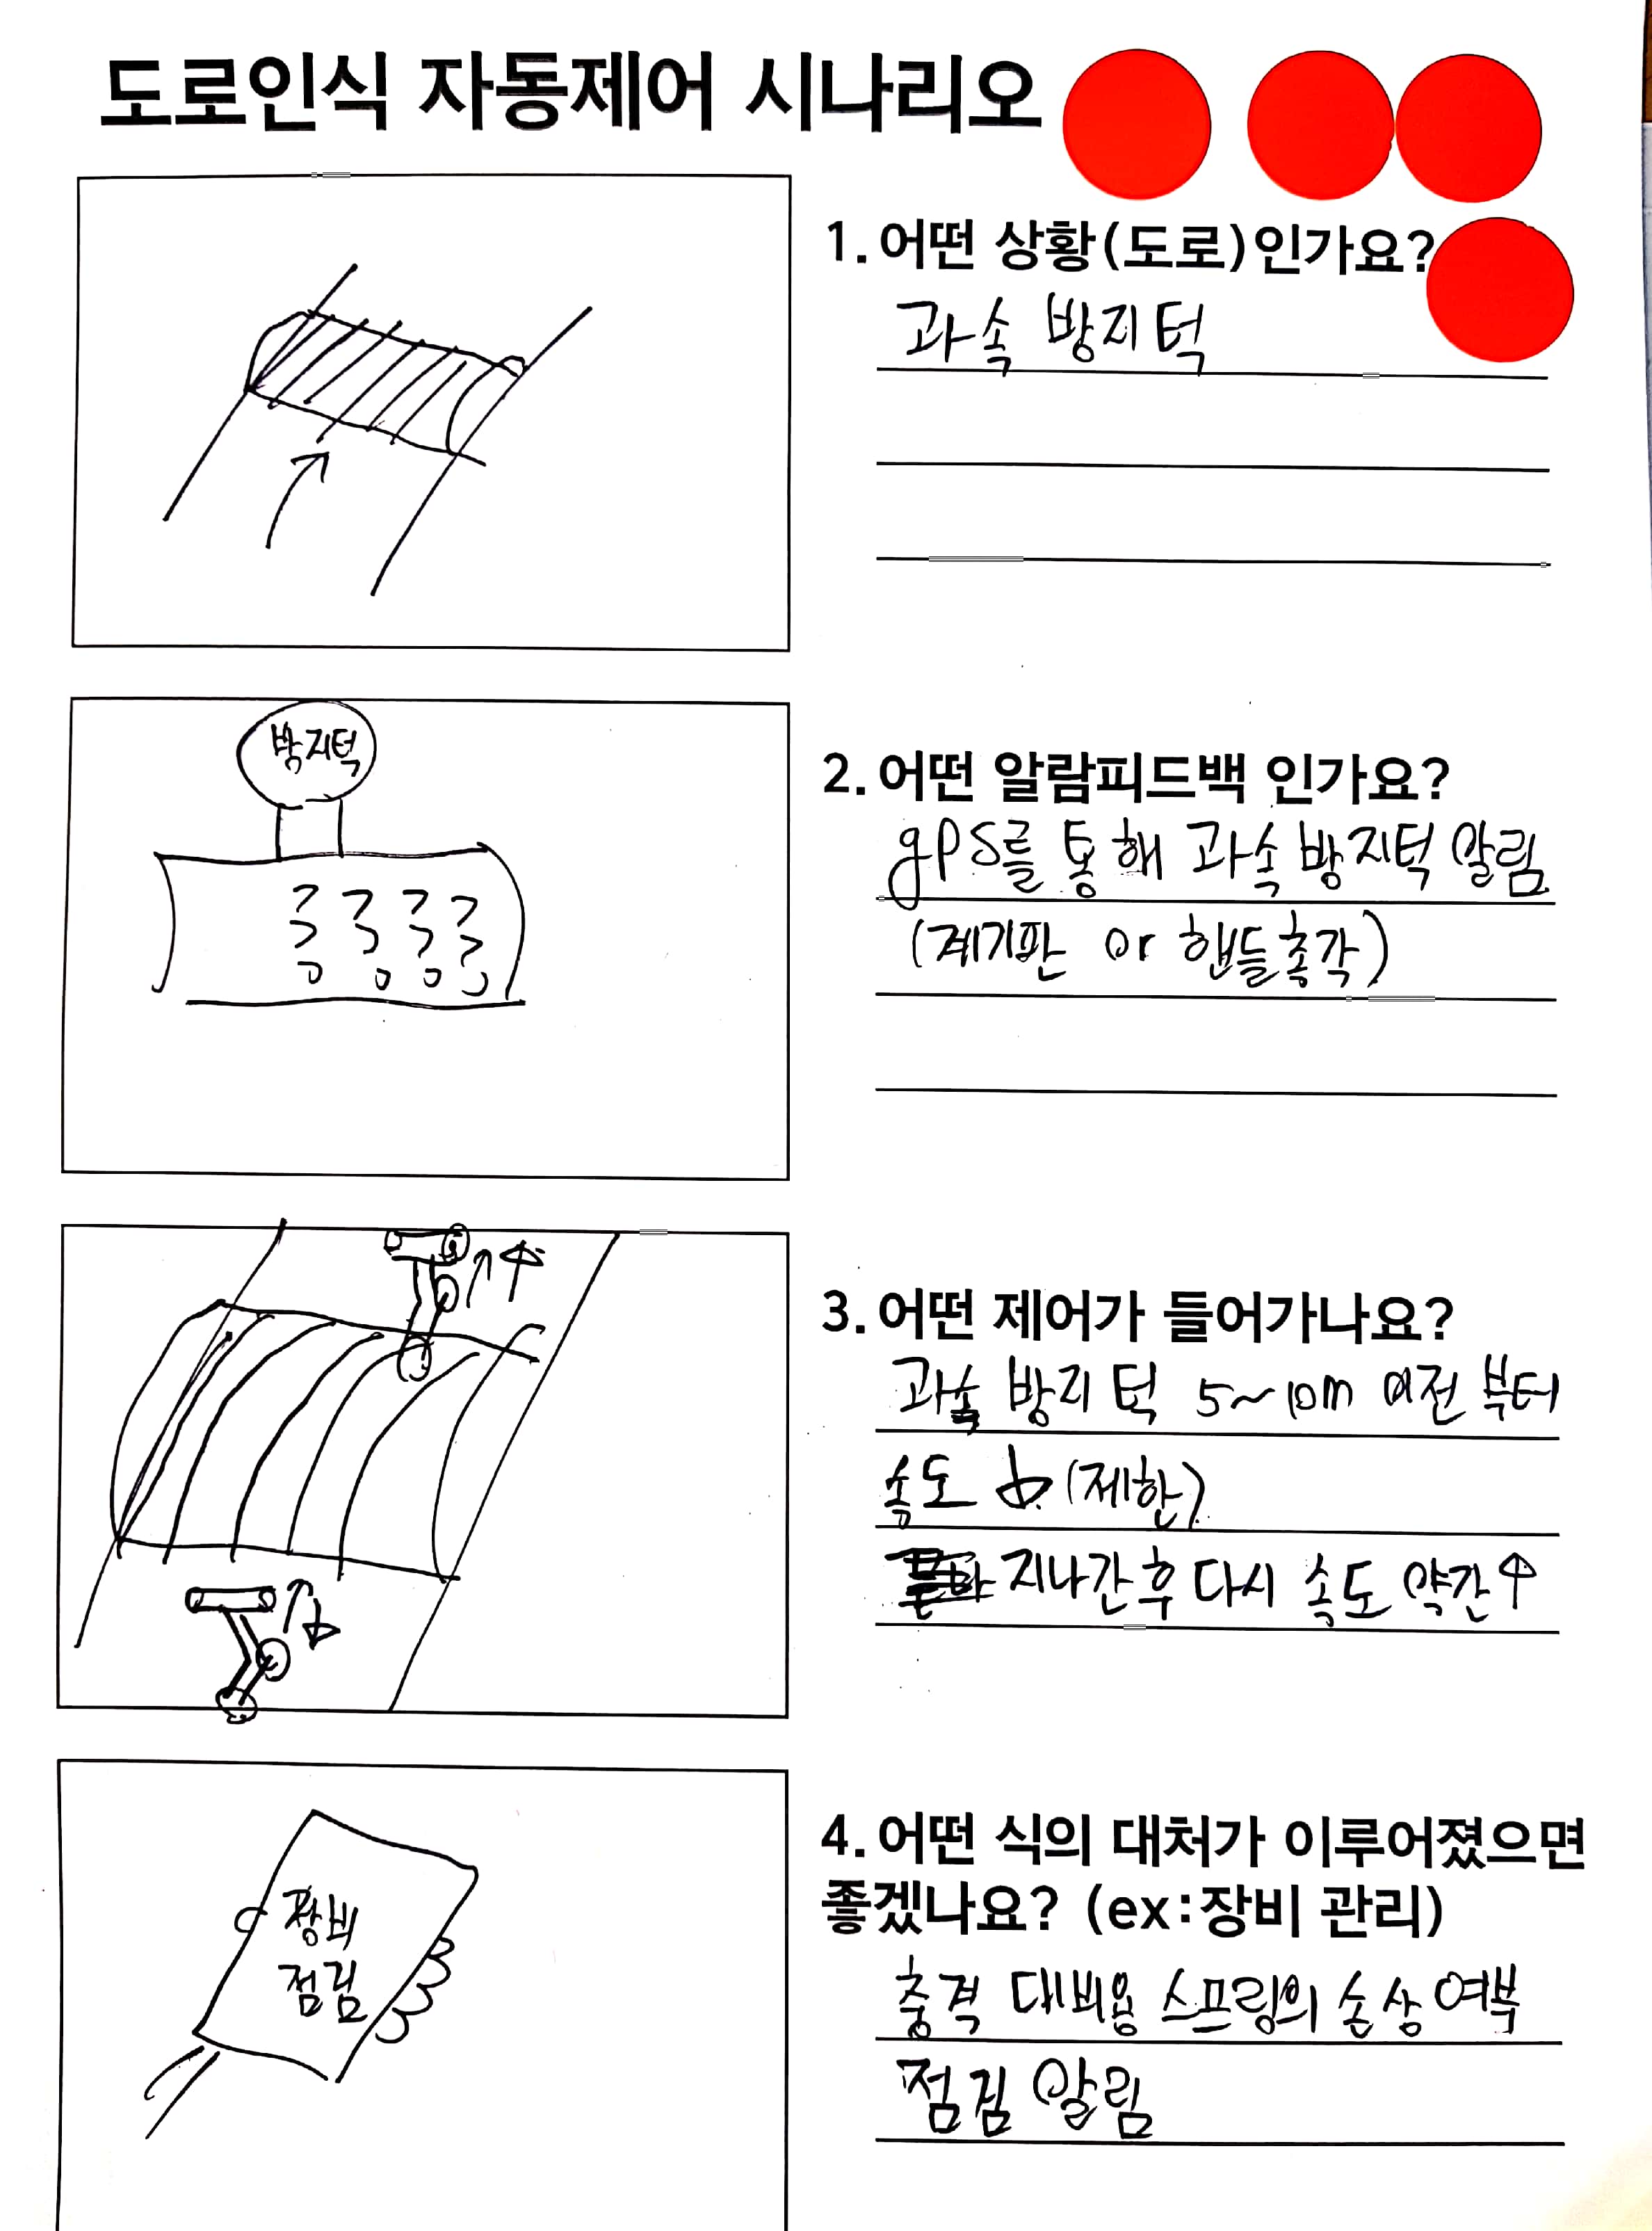 도로인식 자동제어 시나리오
1. 어떤 상황(도로)인가요?
과속 방지턱
방지턱
2. 어떤 알람피드백 인가요?
gPS를 통해 과속 방지턱 알림
(계기판 or 핸들촉각)
3. 어떤 제어가 들어가나요?
과속 방지턱 5~10m 이전 부터
속도 ↓ (제한)
지나간 후 다시 속도 약간↑
장비
점검
4. 어떤 식의 대처가 이루어졌으면
좋겠나요? (ex:장비 관리)
충격 대비용 스프링의 손상여부
점검 알림